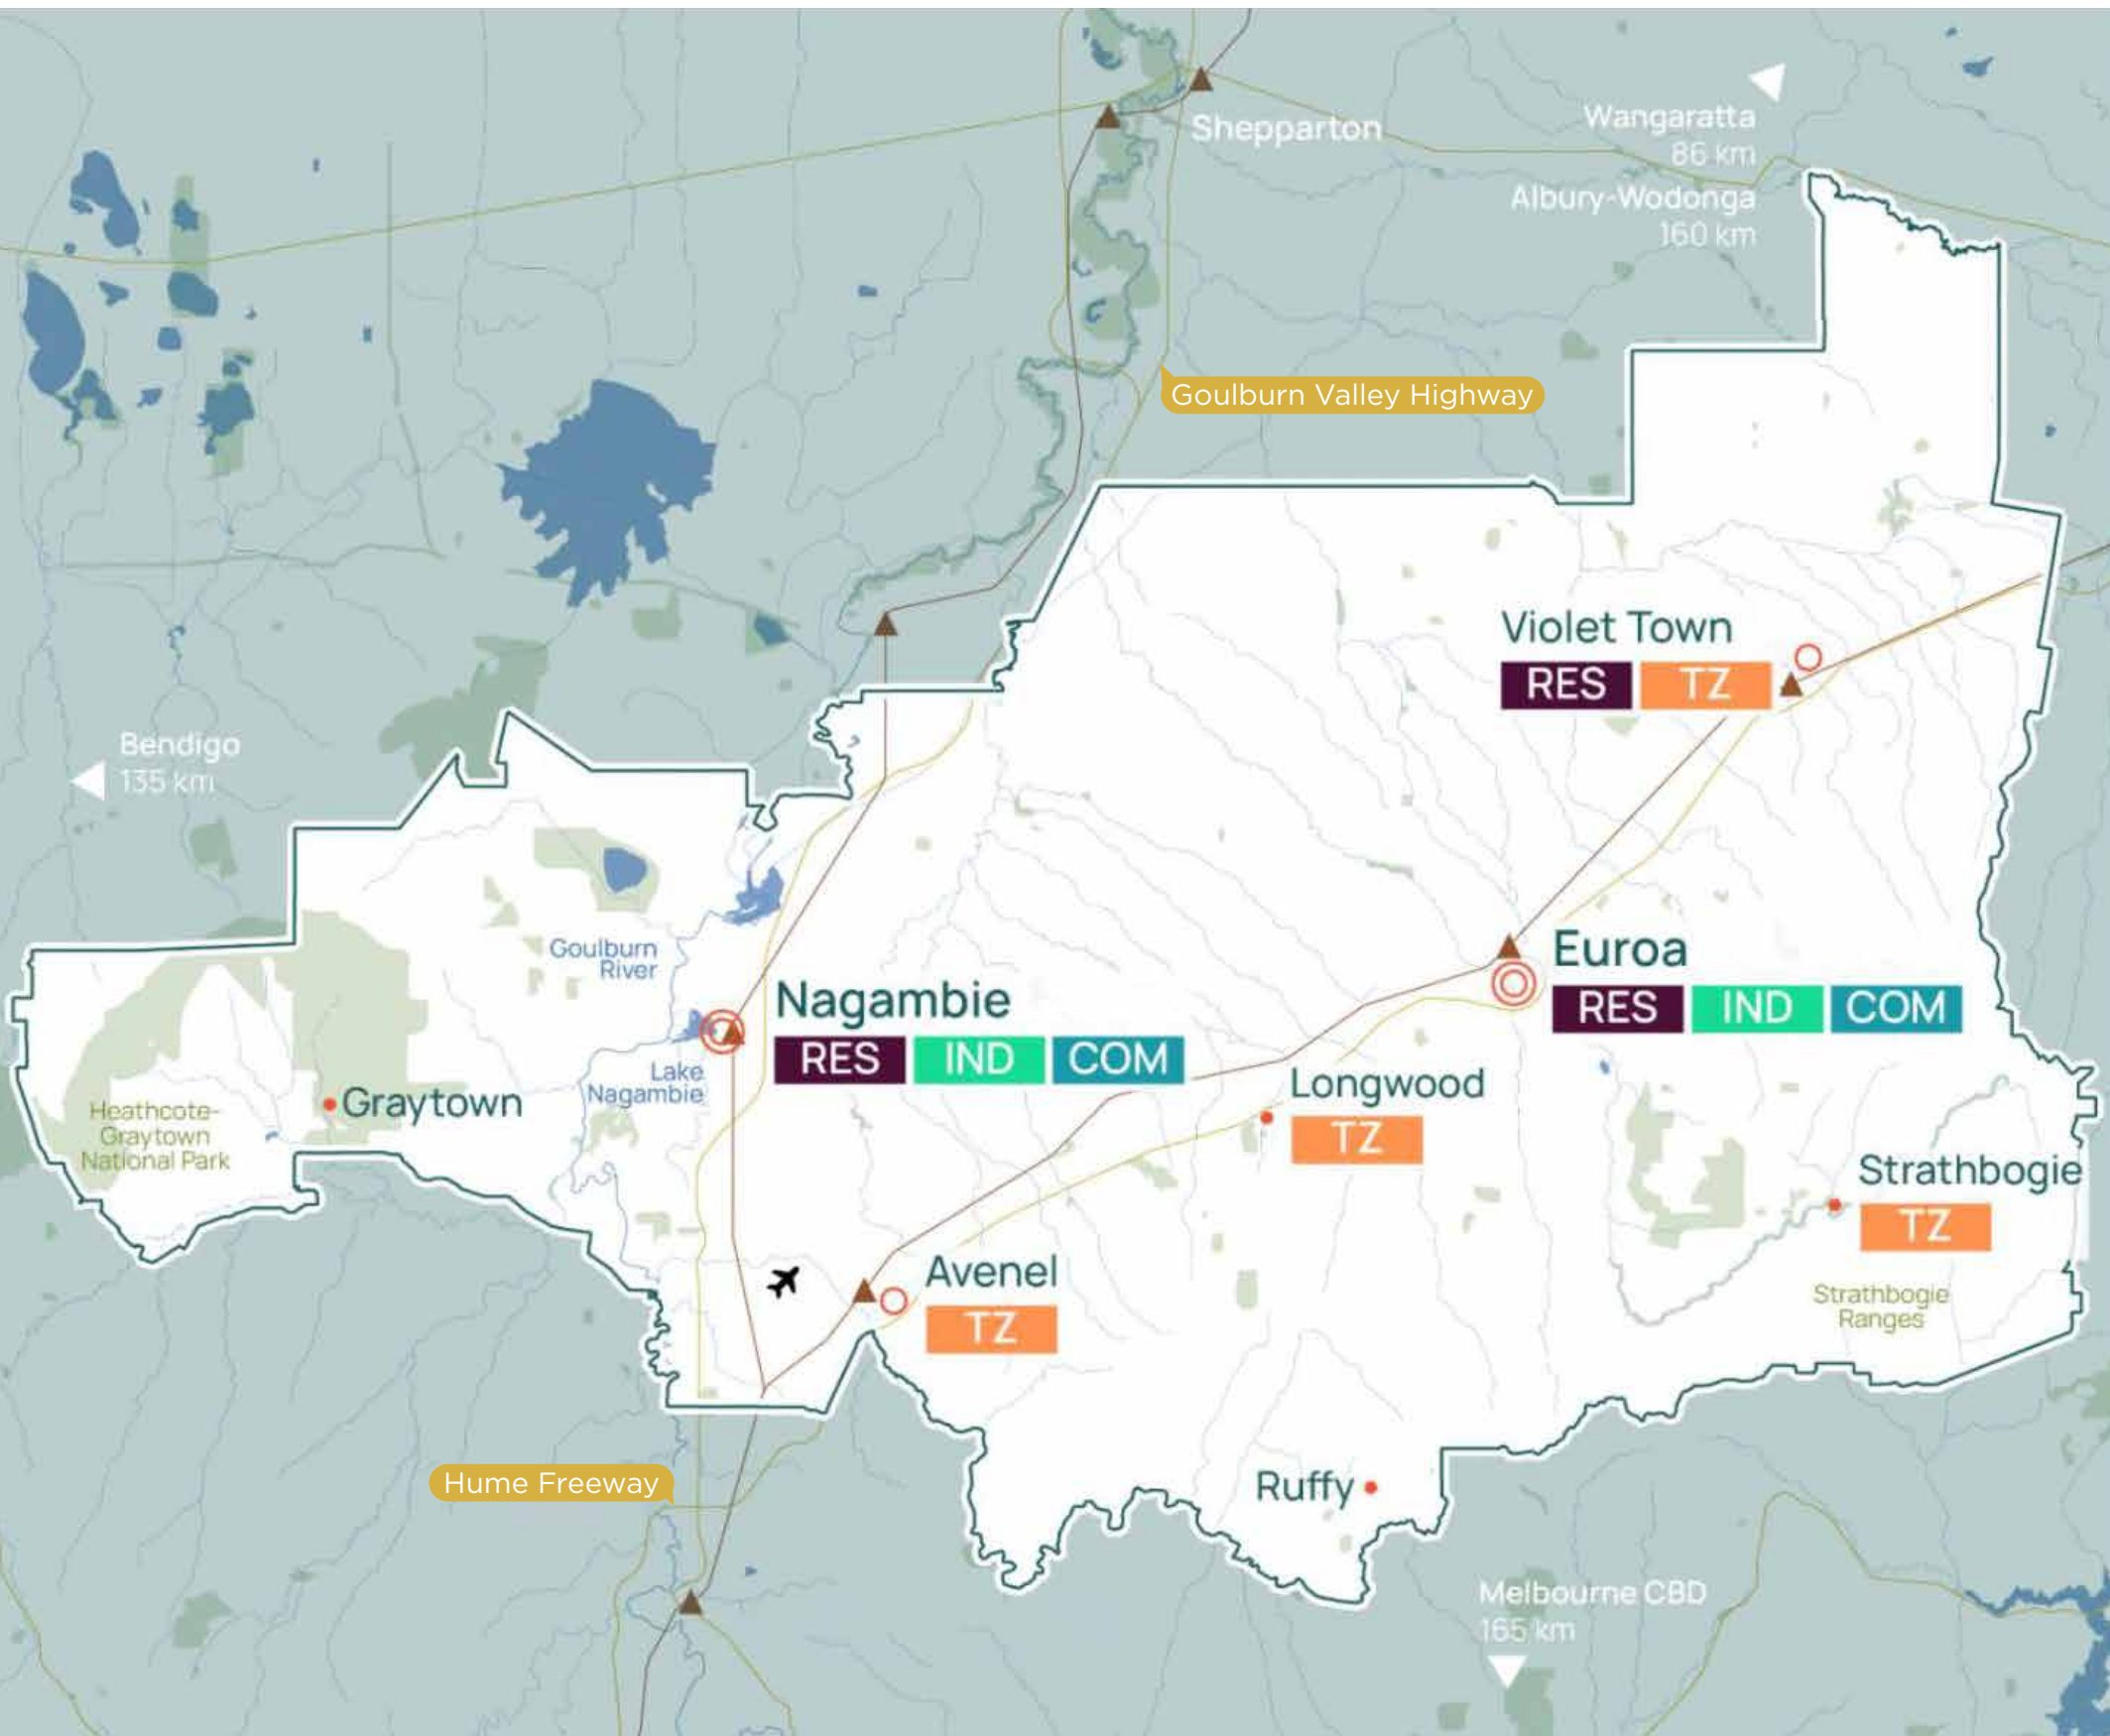 Shepparton
Wangaratta
86 km
Albury-Wodonga
160 km
Goulburn Valley Highway
Violet Town
RES TZ
Bendigo
135 km
Goulburn
River
Euroa
RES IND COM
Nagambie
RES IND COM
Lake
Nagambie
Longwood
TZ
Graytown
Heathcote-
Graytown
National Park
Strathbogie
TZ
Avenel
TZ
Strathbogie
Ranges
Hume Freeway
Ruffy
Melbourne CBD
165 km